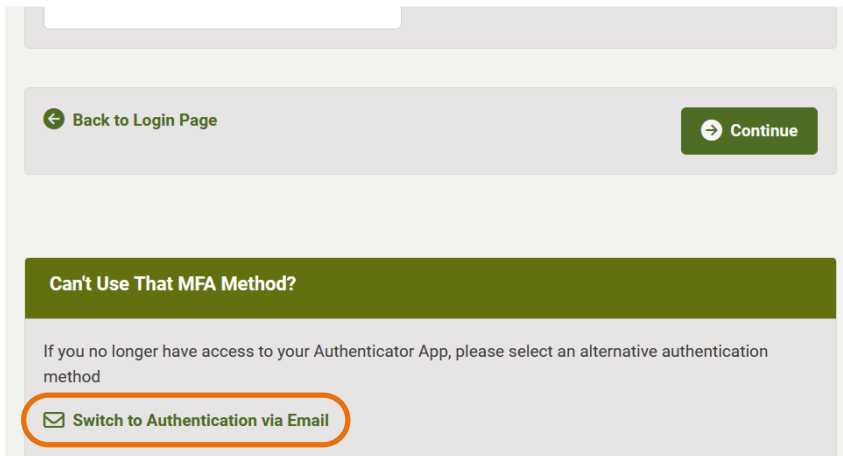 Back to Login Page
Continue
Can't Use That MFA Method?
If you no longer have access to your Authenticator App, please select an alternative authentication
method
Switch to Authentication via Email